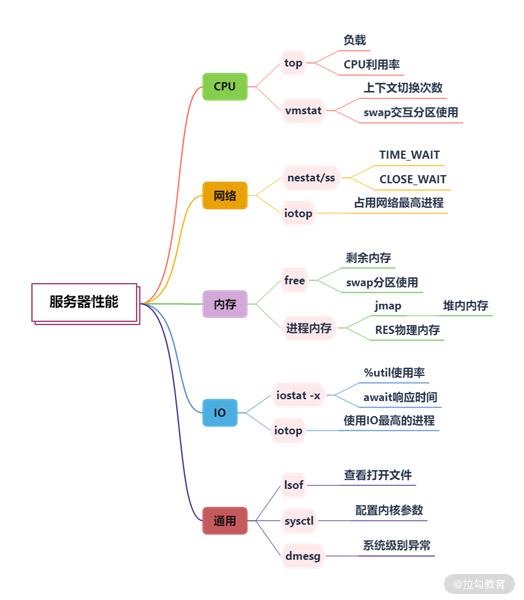 服务器性能
CPU
top
负载
CPU利用率
vmstat
上下文切换次数
swap交互分区使用
网络
nestat/ss
TIME_WAIT
CLOSE_WAIT
iotop
占用网络最高进程
内存
free
剩余内存
swap分区使用
进程内存
jmap
堆内内存
RES物理内存
IO
iostat -x
%util使用率
await响应时间
iotop
使用IO最高的进程
通用
lsof
查看打开文件
sysctl
配置内核参数
dmesg
系统级别异常
@拉勾教育